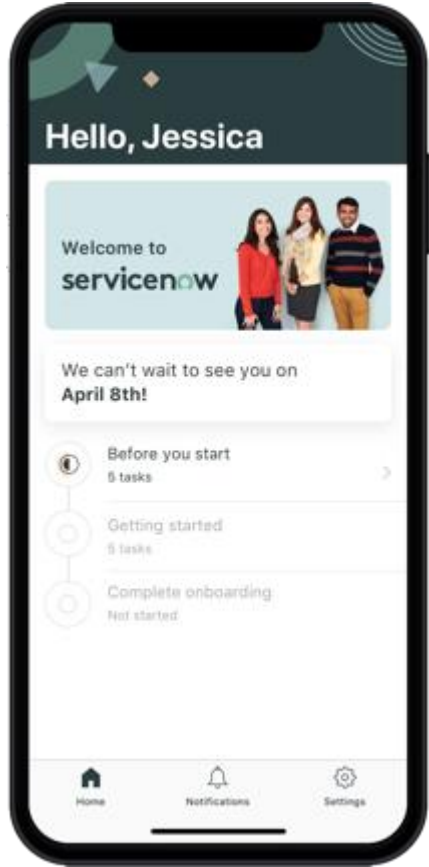 Hello, Jessica
Welcome to
servicenow
We can't wait to see you on
April 8th!
Before you start
5 tasks
Getting started
5 tasks
Complete onboarding
Not started
Home
Notifications
Settings